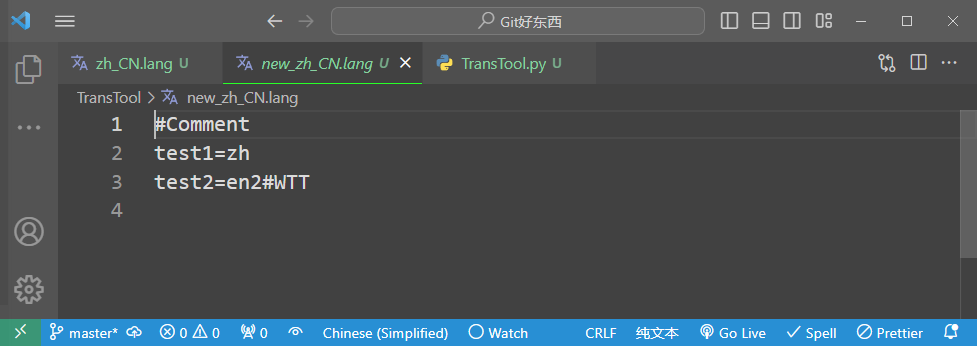 Git好东西
zh_CN.lang U
new_zh_CN.lang U
TransTool.py U
TransTool > new_zh_CN.lang
1 #Comment
2 test1=zh
3 test2=en2#WTT
4
master* 0 0 0 Chinese (Simplified) Watch CRLF 纯文本 Go Live Spell Prettier